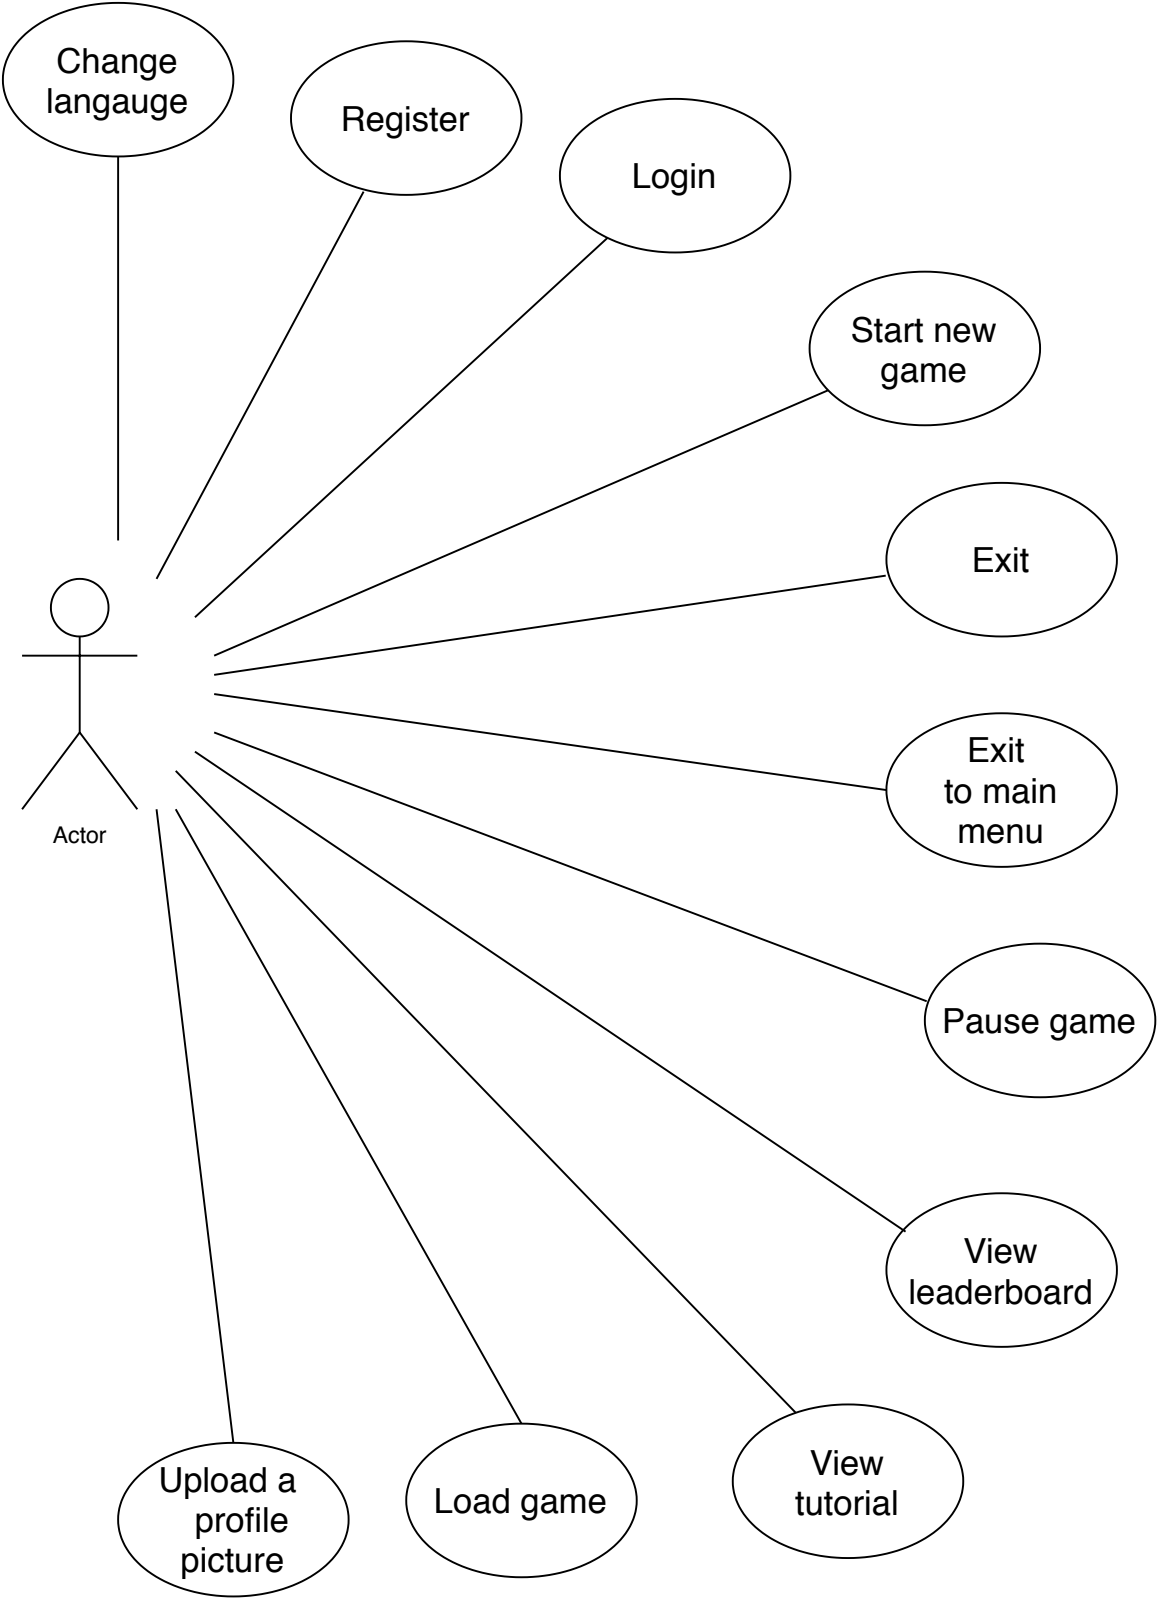 Change
langauge
Register
Login
Start new
game
Exit
Exit
to main
menu
Actor
Pause game
View
leaderboard
View
tutorial
Load game
Upload a
profile
picture